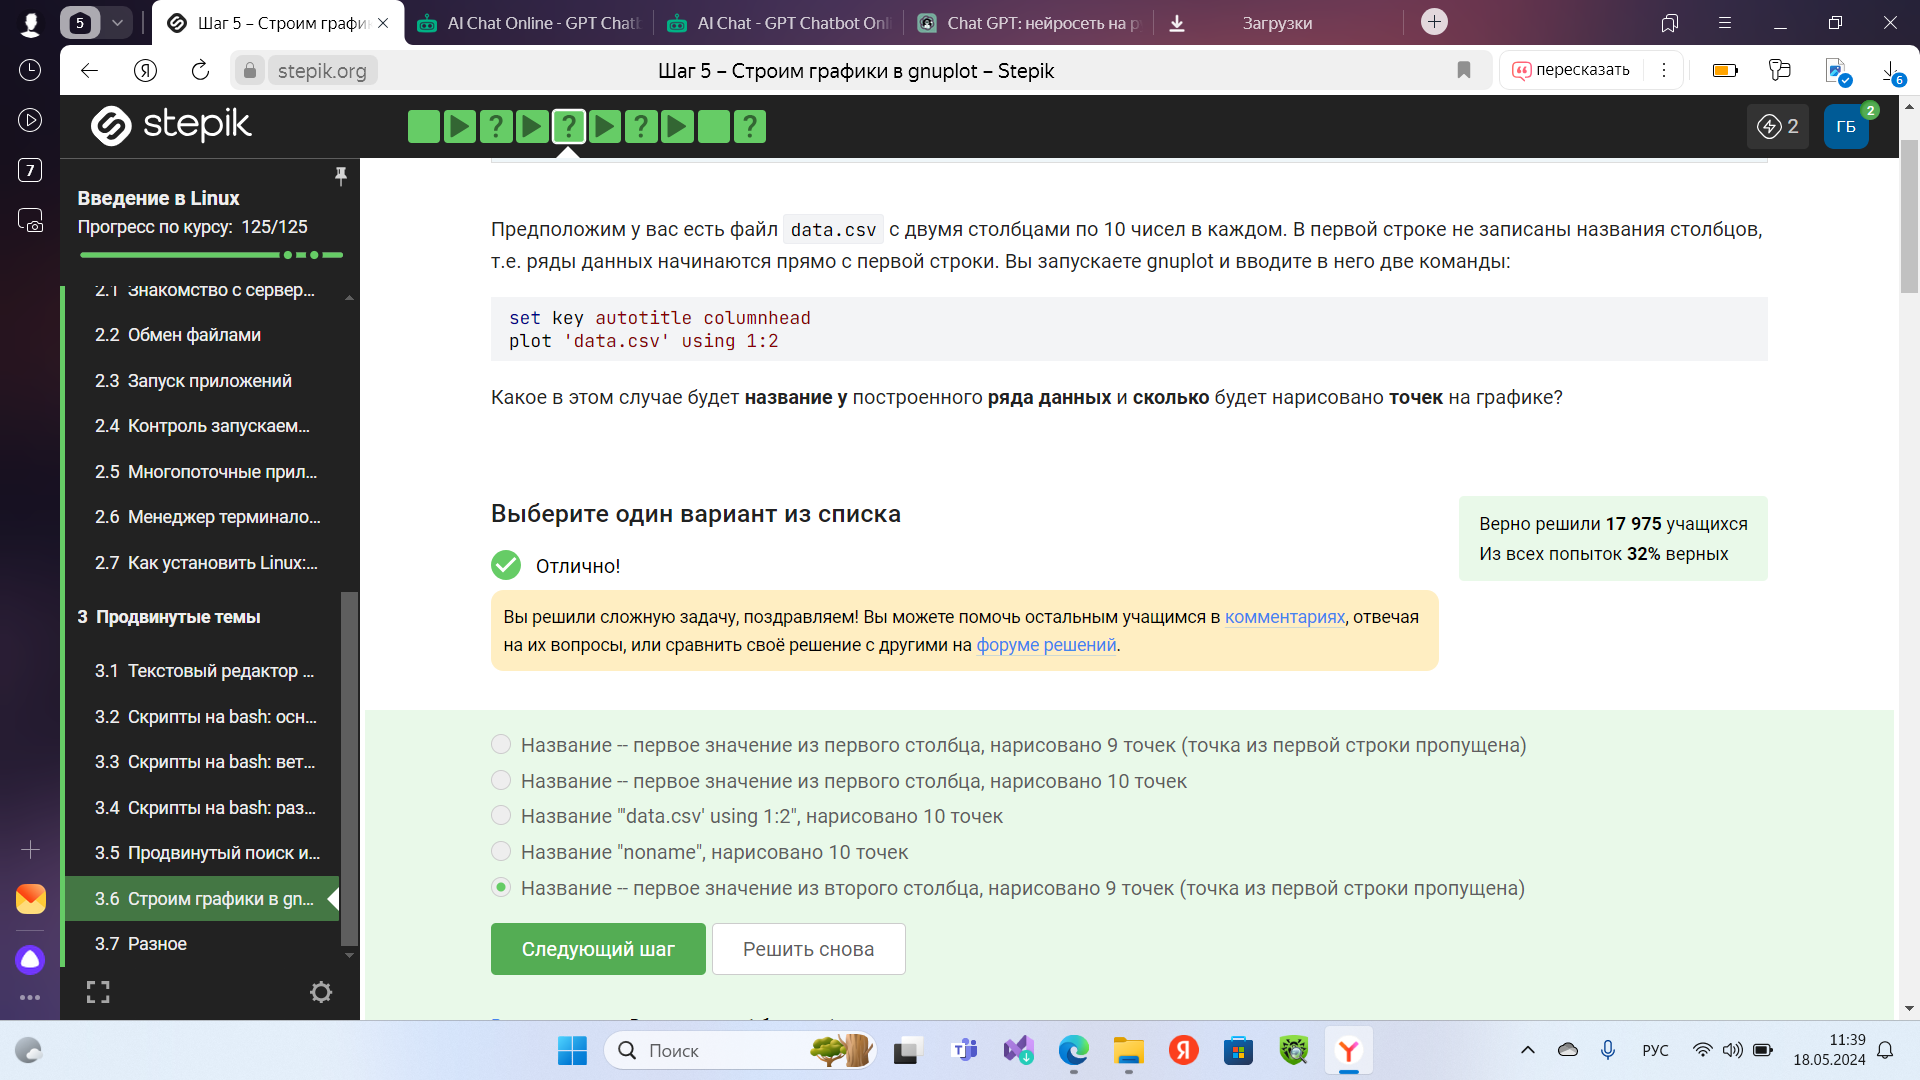 5
Шаг 5 – Строим графи
AI Chat Online - GPT Chatb
AI Chat - GPT Chatbot Onl
Chat GPT: нейросеть на р
Загрузки
stepik.org
Шаг 5 – Строим графики в gnuplot – Stepik
пересказать
6
7
stepik
? ? ? ?
2
ГБ
2
Введение в Linux
Прогресс по курсу: 125/125
2.1 Знакомство с сервер...
2.2 Обмен файлами
2.3 Запуск приложений
2.4 Контроль запускаем...
2.5 Многопоточные прил...
2.6 Менеджер терминало...
2.7 Как установить Linux:...
3 Продвинутые темы
3.1 Текстовый редактор ...
3.2 Скрипты на bash: осн...
3.3 Скрипты на bash: вет...
3.4 Скрипты на bash: раз...
3.5 Продвинутый поиск и...
3.6 Строим графики в gn...
3.7 Разное
Предположим у вас есть файл data.csv с двумя столбцами по 10 чисел в каждом. В первой строке не записаны названия столбцов,
т.е. ряды данных начинаются прямо с первой строки. Вы запускаете gnuplot и вводите в него две команды:
set key autotitle columnhead
plot 'data.csv' using 1:2
Какое в этом случае будет название у построенного ряда данных и сколько будет нарисовано точек на графике?
Выберите один вариант из списка
Верно решили 17 975 учащихся
Из всех попыток 32% верных
Отлично!
Вы решили сложную задачу, поздравляем! Вы можете помочь остальным учащимся в комментариях, отвечая
на их вопросы, или сравнить своё решение с другими на форуме решений.
Название -- первое значение из первого столбца, нарисовано 9 точек (точка из первой строки пропущена)
Название -- первое значение из первого столбца, нарисовано 10 точек
Название "'data.csv' using 1:2", нарисовано 10 точек
Название "noname", нарисовано 10 точек
Название -- первое значение из второго столбца, нарисовано 9 точек (точка из первой строки пропущена)
Следующий шаг
Решить снова
Поиск
РУС
11:39
18.05.2024